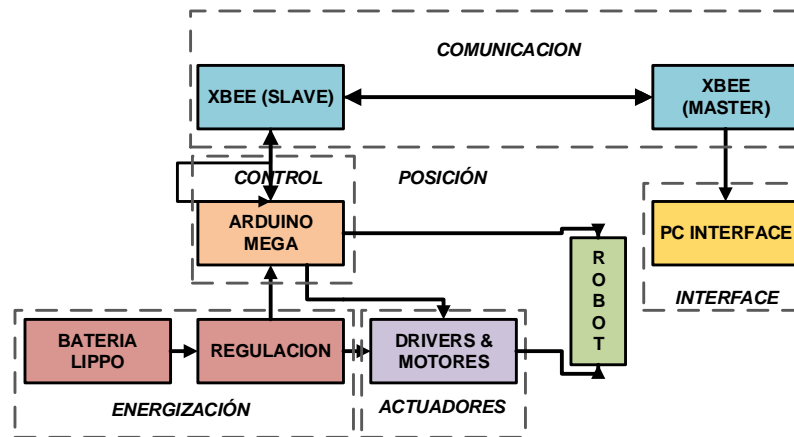 COMUNICACION
XBEE (SLAVE)
XBEE
(MASTER)
CONTROL
POSICIÓN
ARDUINO
MEGA
PC INTERFACE
R
O
B
O
T
INTERFACE
BATERIA
LIPPO
REGULACION
DRIVERS &
MOTORES
ENERGIZACIÓN
ACTUADORES